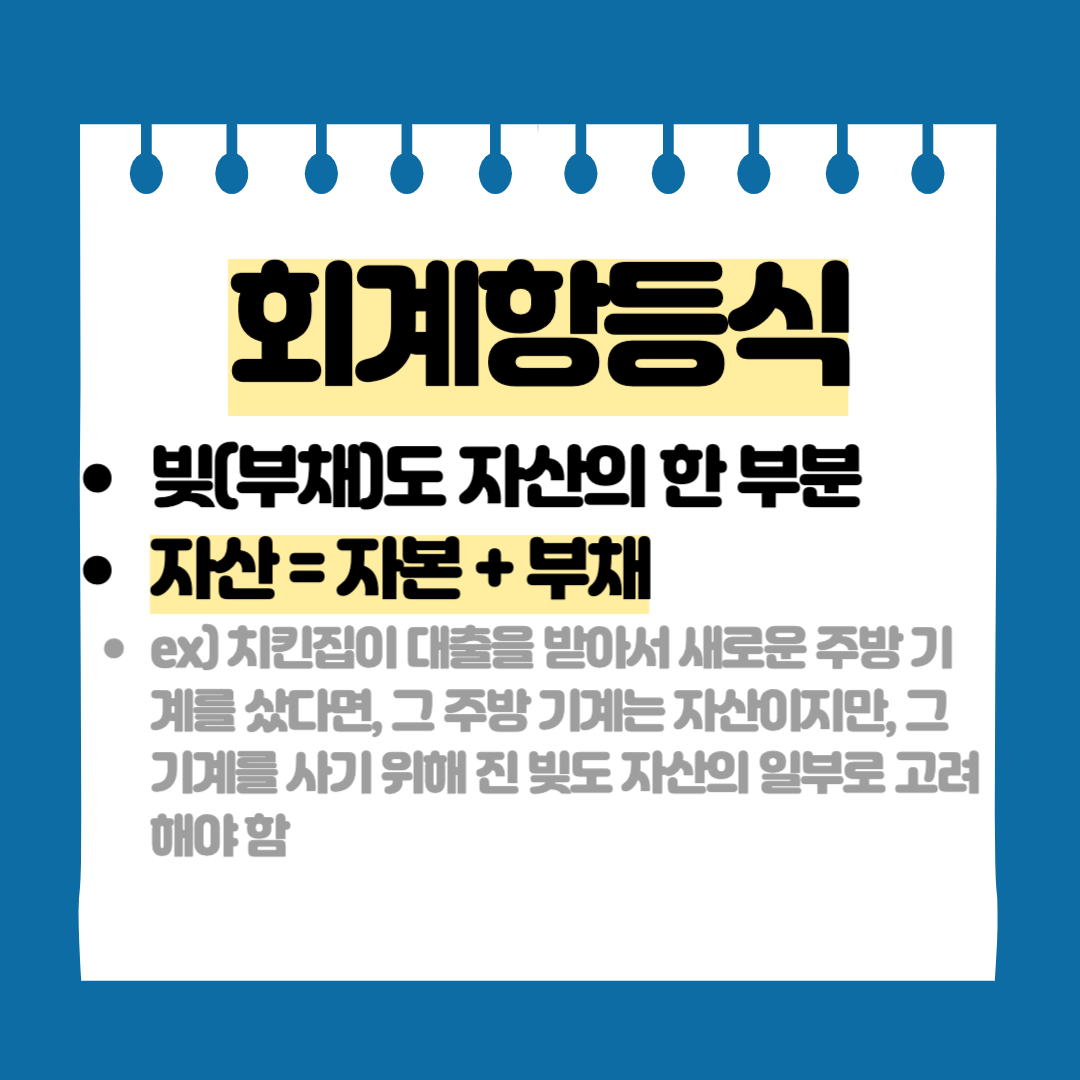 회계항등식
• 빚(부채)도 자산의 한 부분
• 자산 = 자본 + 부채
• ex) 치킨집이 대출을 받아서 새로운 주방 기
계를 샀다면, 그 주방 기계는 자산이지만, 그
기계를 사기 위해 진 빚도 자산의 일부로 고려
해야 함